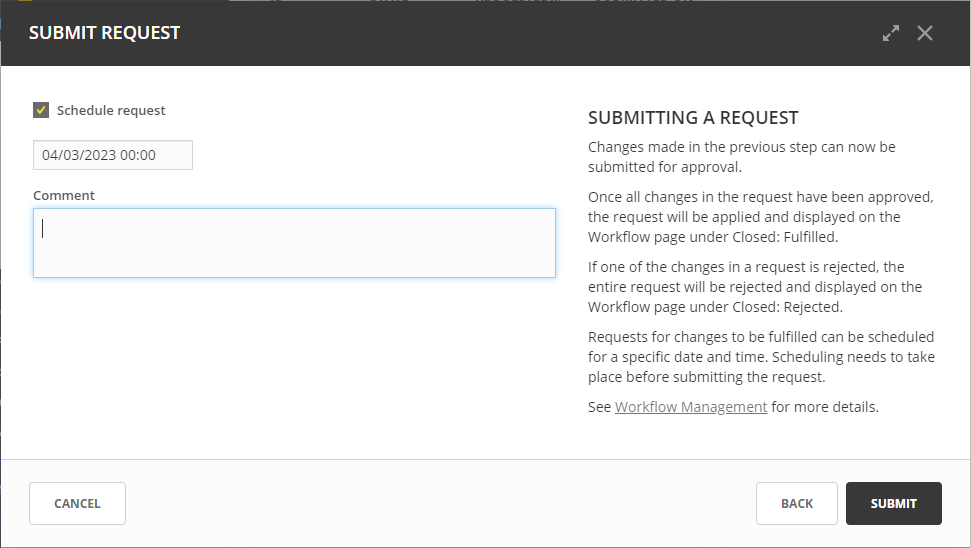 SUBMIT REQUEST
Schedule request
04/03/2023 00:00
Comment
SUBMITTING A REQUEST
Changes made in the previous step can now be
submitted for approval.
Once all changes in the request have been approved,
the request will be applied and displayed on the
Workflow page under Closed: Fulfilled.
If one of the changes in a request is rejected, the
entire request will be rejected and displayed on the
Workflow page under Closed: Rejected.
Requests for changes to be fulfilled can be scheduled
for a specific date and time. Scheduling needs to take
place before submitting the request.
See Workflow Management for more details.
CANCEL
BACK
SUBMIT